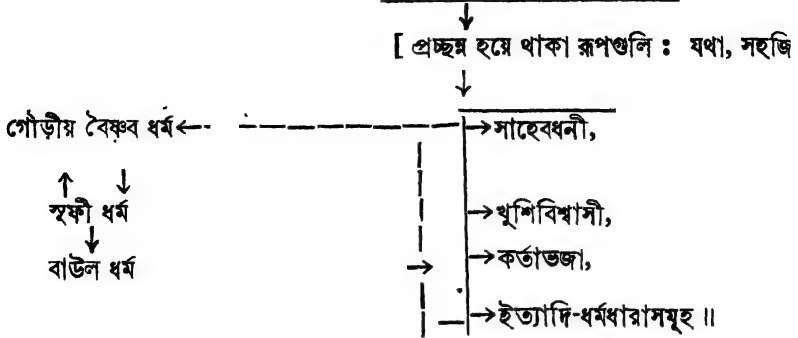 [ প্রচ্ছন্ন হয়ে থাকা রূপগুলি : যথা, সহজি
গৌড়ীয় বৈষ্ণব ধর্ম
সাহেবধনী,
সূফী ধর্ম
খুশিবিশ্বাসী,
বাউল ধর্ম
কর্তাভজা,
ইত্যাদি-ধর্মধারাসমূহ ॥